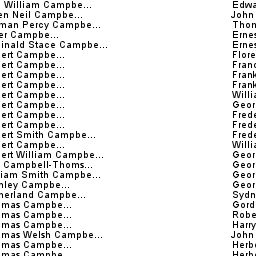 William Campbe... Edwa
en Neil Campbe... John
man Percy Campbe... Thon
er Campbe... Ernes
inald Stace Campbe... Ernes
ert Campbe... Flore
ert Campbe... Franc
ert Campbe... Frank
ert Campbe... Frank
ert Campbe... Willi
ert Campbe... Geor
ert Campbe... Frede
ert Campbe... Frede
ert Smith Campbe... Frede
ert Campbe... Willia
ert William Campbe... Geor
Campbell-Thoms... Geor
iam Smith Campbe... Geor
nley Campbe... Geor
herland Campbe... Sydn
mas Campbe... Gord
mas Campbe... Robe
mas Campbe... Harry
mas Welsh Campbe... John
mas Campbe... Herbe
mas Campbe... Herbe